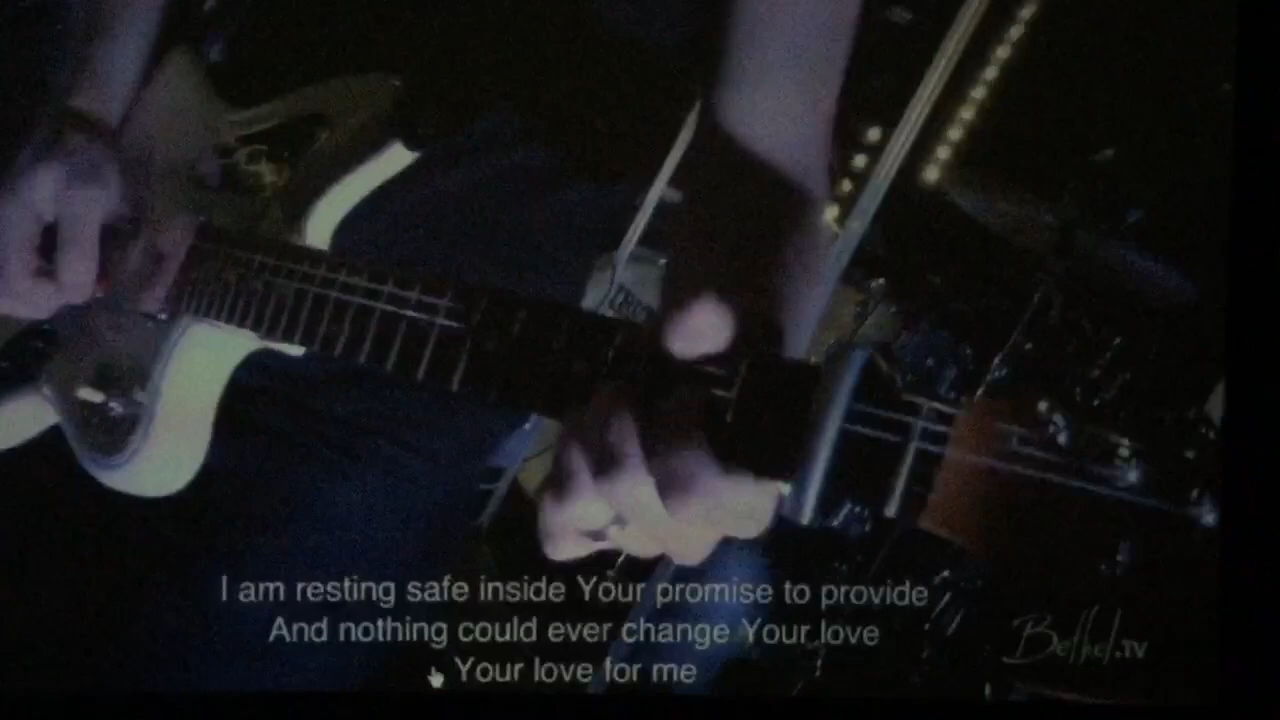 I am resting safe inside Your promise to provide
And nothing could ever change Your love
Your love for me
Bethel.TV